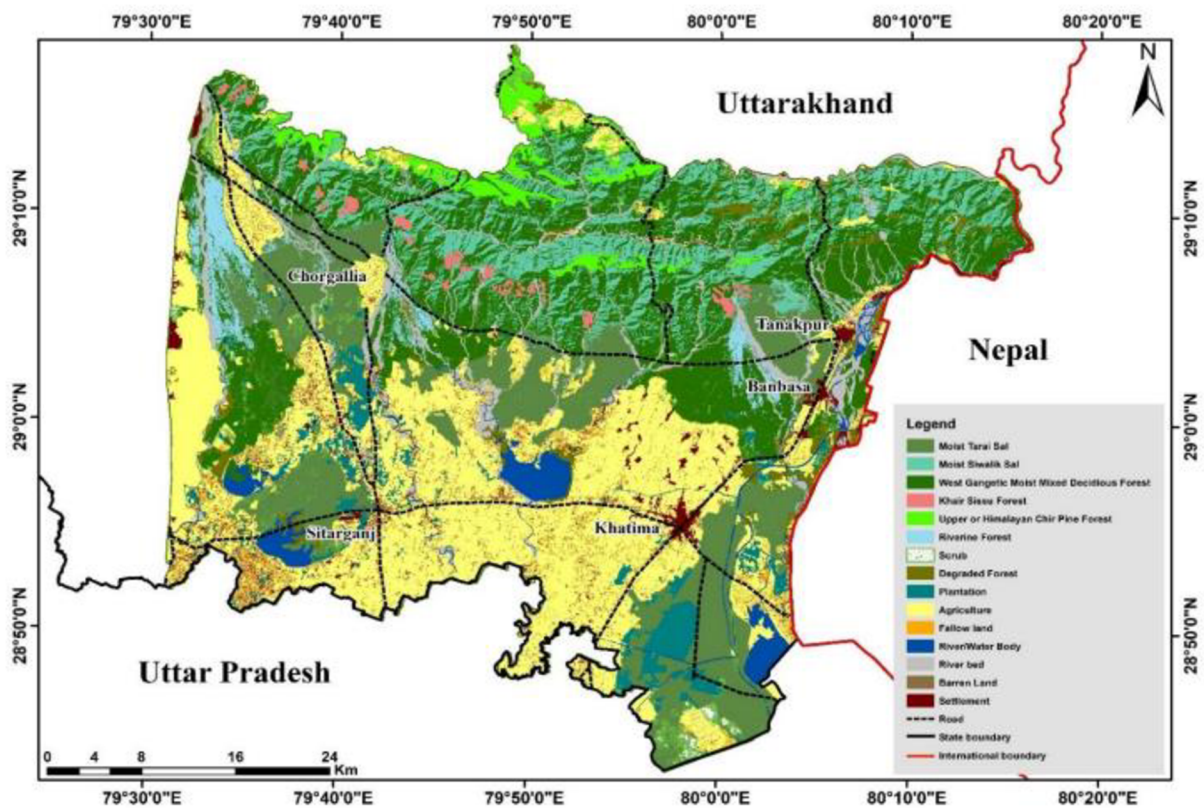 79°30'0"E 79°40'0"E 79°50'0"E 80°0'0"E 80°10'0"E 80°20'0"E
N
Uttarakhand
29°10'0"N
29°10'0"N
Chorgallia
Tanakpur
Nepal
Banbasa
29°0'0"N
29°0'0"N
Legend
Moist Tarai Sal
Moist Siwalik Sal
West Gangetic Moist Mixed Decidious Forest
Khair Sissu Forest
Upper or Himalayan Chir Pine Forest
Riverine Forest
Scrub
Degraded Forest
Plantation
Agriculture
Fallow land
River/Water Body
River bed
Barren Land
Settlement
Road
State boundary
International boundary
Khatima
Sitarganj
28°50'0"N
28°50'0"N
Uttar Pradesh
0 4 8 16 24
Km
79°30'0"E 79°40'0"E 79°50'0"E 80°0'0"E 80°10'0"E 80°20'0"E